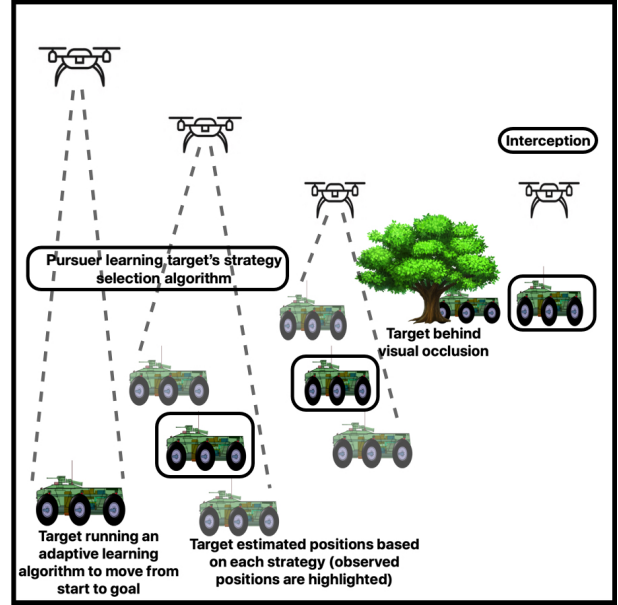 Interception
Pursuer learning target's strategy
selection algorithm
Target behind
visual occlusion
Target running an
adaptive learning
algorithm to move from
start to goal
Target estimated positions based
on each strategy (observed
positions are highlighted)